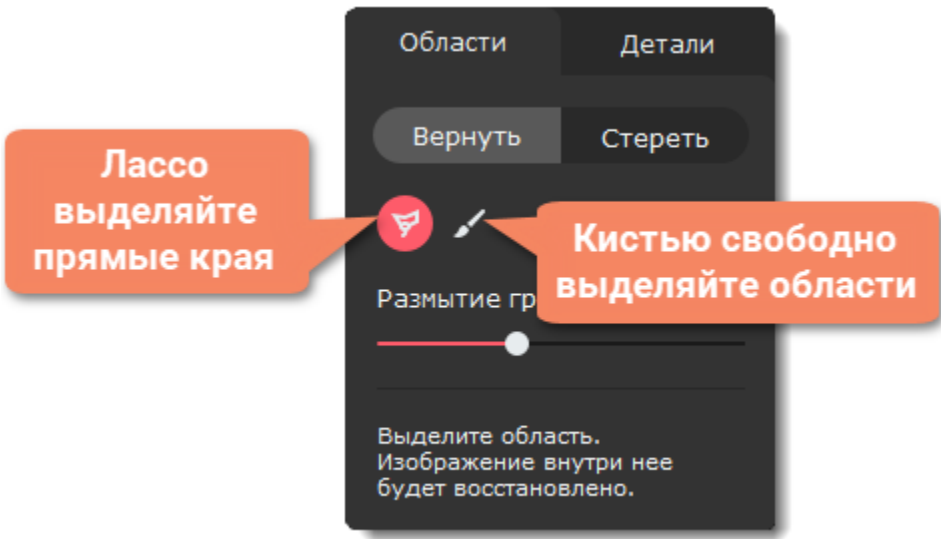 Области
Детали
Вернуть
Стереть
Лассо
выделяйте
прямые края
Кистью свободно
выделяйте области
Размытие гр
Выделите область.
Изображение внутри нее
будет восстановлено.